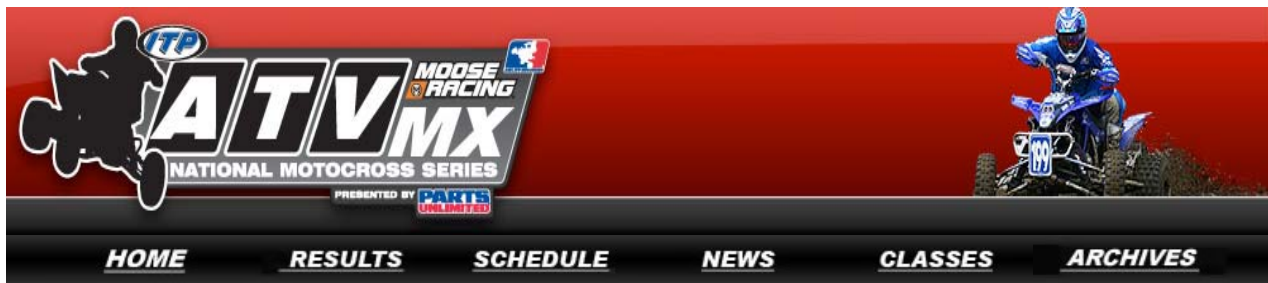 ITP
ATV
MOOSE
RACING
MX
NATIONAL MOTOCROSS SERIES
PRESENTED BY PARTS
UNLIMITED
199
HOME RESULTS SCHEDULE NEWS CLASSES ARCHIVES